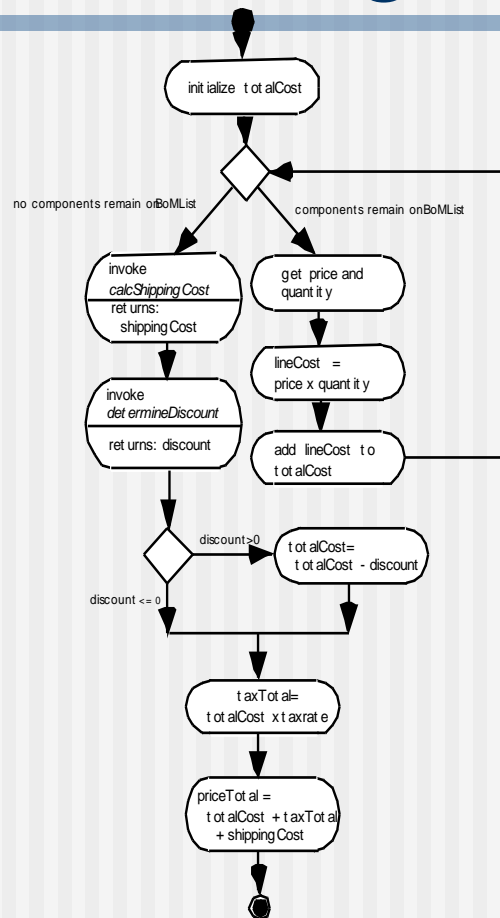 initialize totalCost
no components remain onBoMList
components remain onBoMList
invoke
calcShippingCost
returns:
shippingCost
get price and
quantity
lineCost =
price x quantity
invoke
determineDiscount
returns: discount
add lineCost to
totalCost
discount>0
totalCost=
totalCost - discount
discount <= 0
taxTotal=
totalCost x taxrate
priceTotal =
totalCost + taxTotal
+ shippingCost